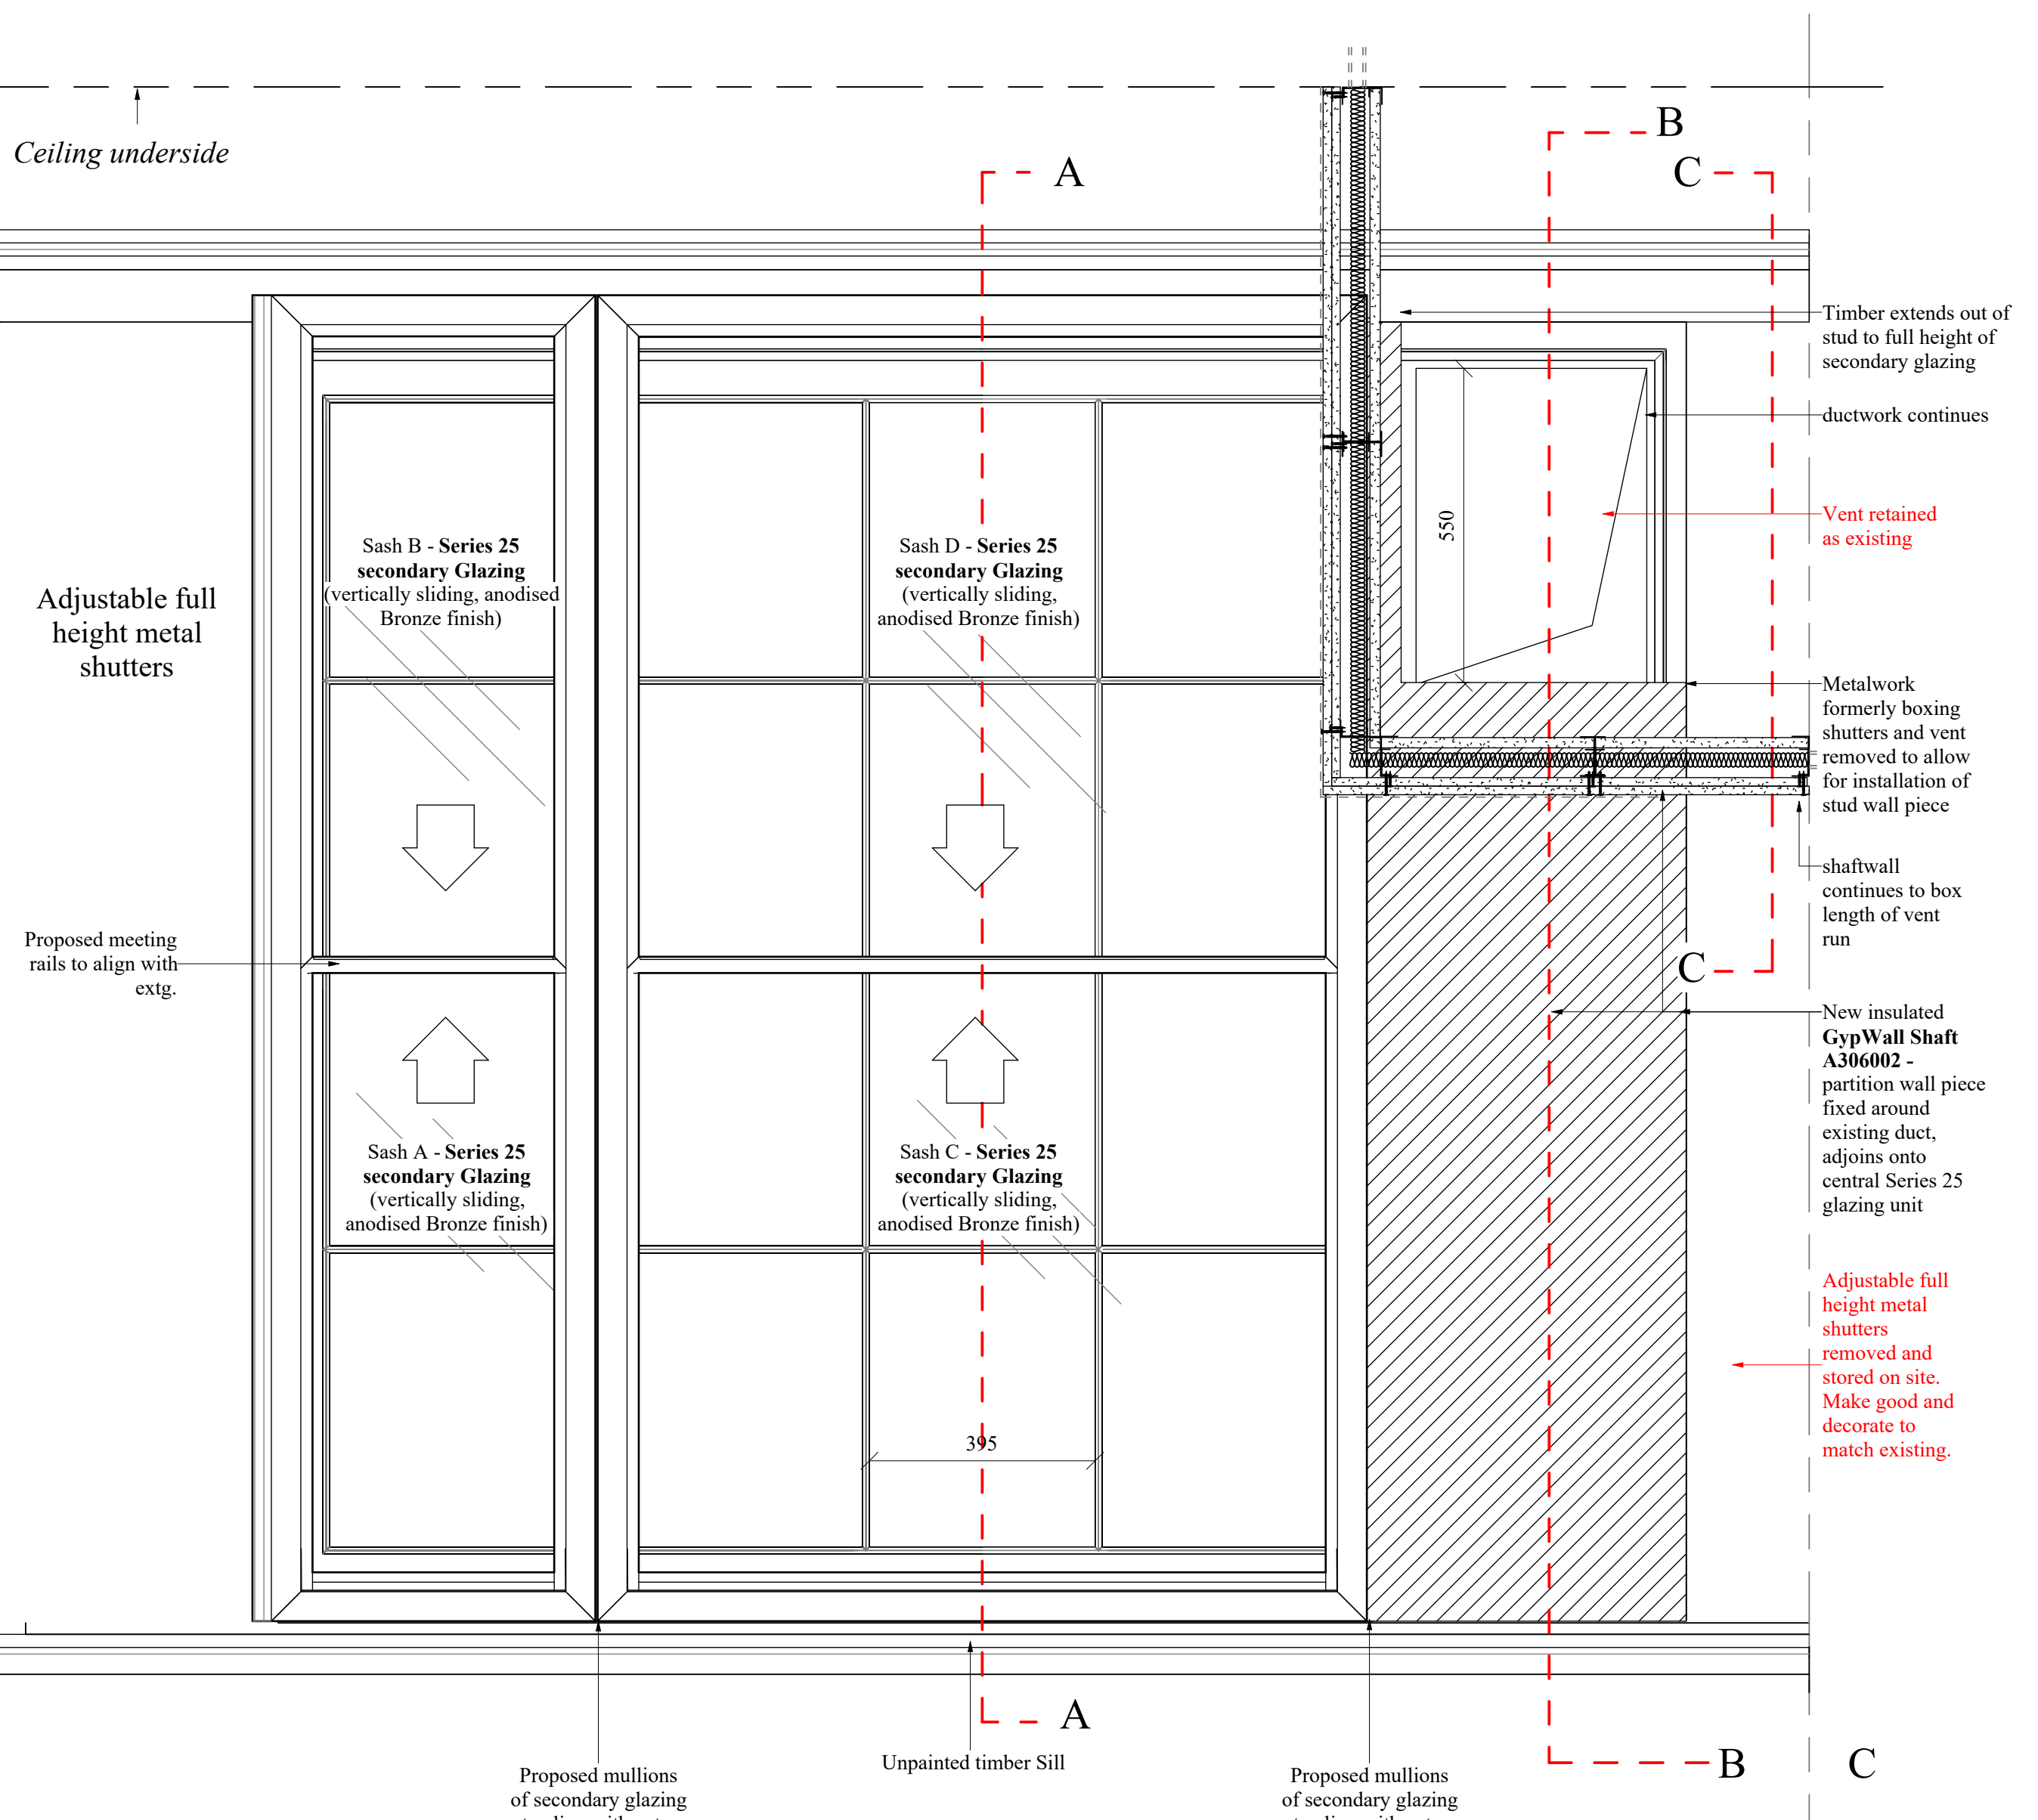 B
C
A
Ceiling underside
Timber extends out of
stud to full height of
secondary glazing
ductwork continues
550
Vent retained
as existing
Sash B - Series 25
secondary Glazing
(vertically sliding, anodised
Bronze finish)
Sash D - Series 25
secondary Glazing
(vertically sliding,
anodised Bronze finish)
Adjustable full
height metal
shutters
Metalwork
formerly boxing
shutters and vent
removed to allow
for installation of
stud wall piece
shaftwall
continues to box
length of vent
run
Proposed meeting
rails to align with
extg.
C
New insulated
GypWall Shaft
A306002 -
partition wall piece
fixed around
existing duct,
adjoins onto
central Series 25
glazing unit
Sash A - Series 25
secondary Glazing
(vertically sliding,
anodised Bronze finish)
Sash C - Series 25
secondary Glazing
(vertically sliding,
anodised Bronze finish)
Adjustable full
height metal
shutters
removed and
stored on site.
Make good and
decorate to
match existing.
395
A
Unpainted timber Sill
B
C
Proposed mullions
of secondary glazing
Proposed mullions
of secondary glazing